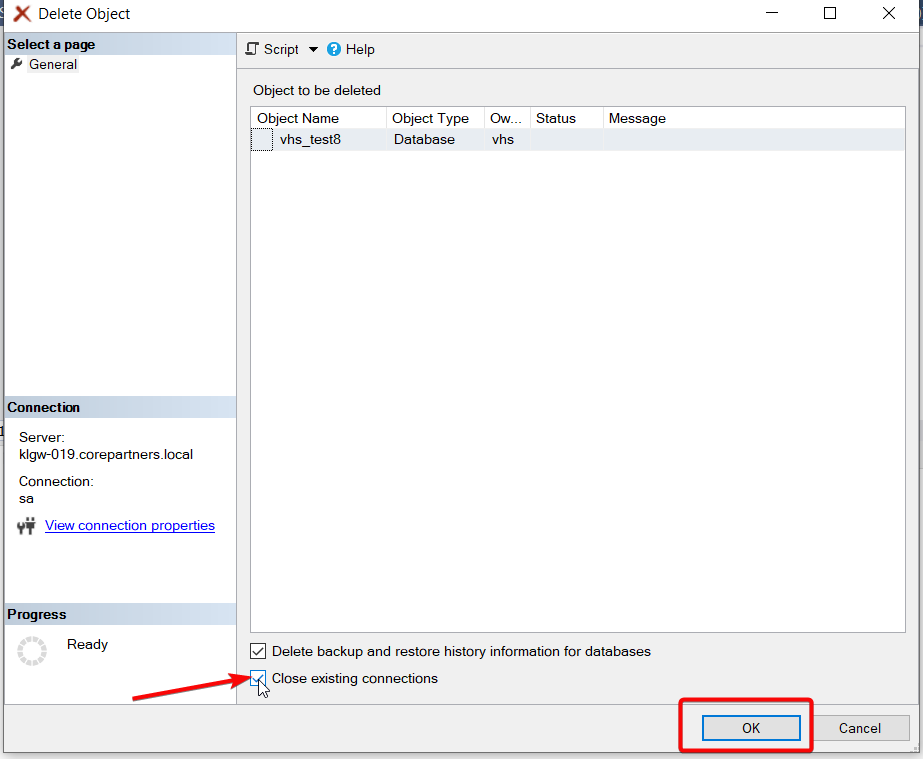 Delete Object
Select a page
General
Script Help
Object to be deleted
Object Name Object Type Ow... Status Message
vhs_test8 Database vhs
Connection
Server:
klgw-019.corepartners.local
Connection:
sa
View connection properties
Progress
Ready
Delete backup and restore history information for databases
Close existing connections
OK Cancel